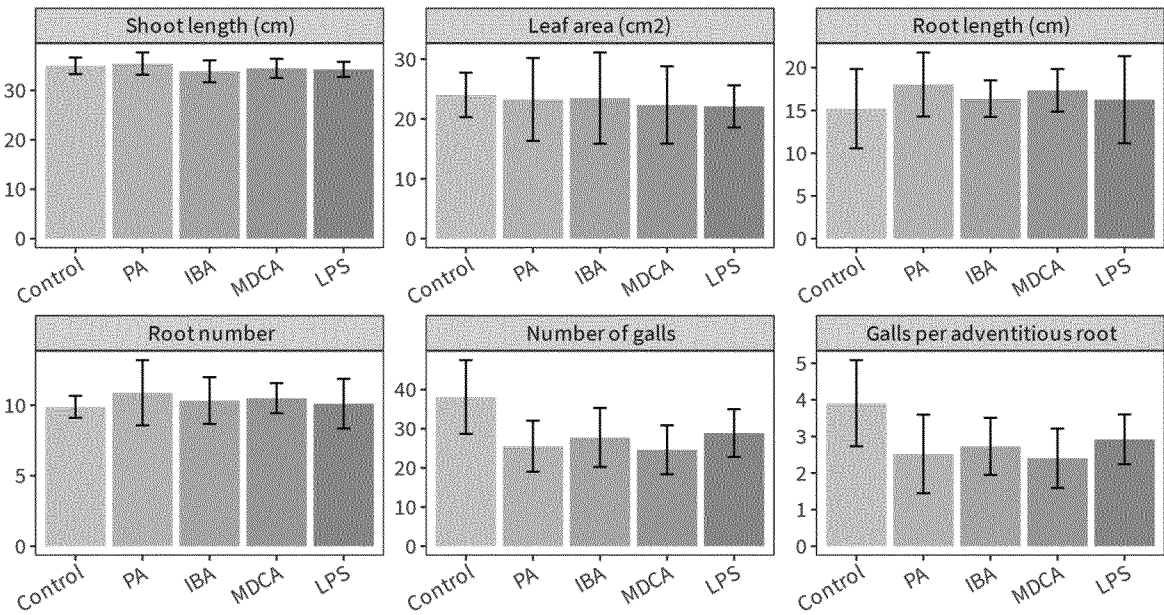 Shoot length (cm)
Leaf area (cm2)
Root length (cm)
30
20
10
0
30
20
10
0
20
15
10
5
0
Control
PA
IBA
MDCA
LPS
Control
PA
IBA
MDCA
LPS
Control
PA
IBA
MDCA
LPS
Root number
Number of galls
Galls per adventitious root
10
5
0
40
30
20
10
0
5
4
3
2
1
0
Control
PA
IBA
MDCA
LPS
Control
PA
IBA
MDCA
LPS
Control
PA
IBA
MDCA
LPS